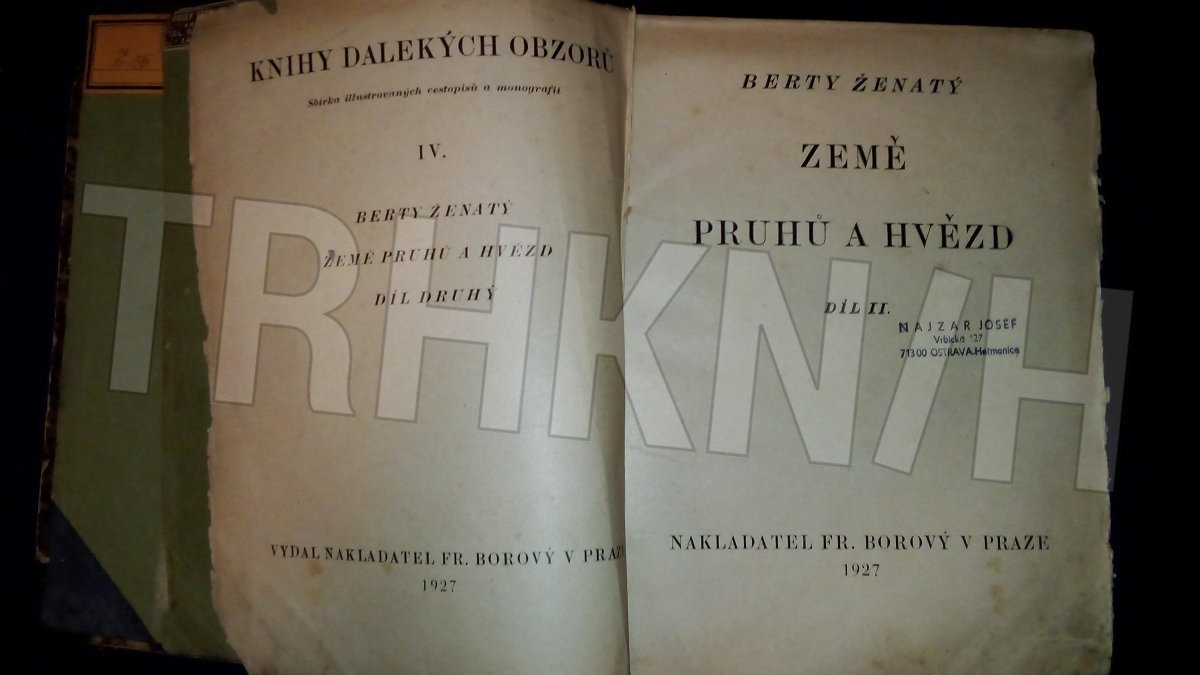 KNIHY DALEKÝCH OBZORŮ
Sbírka illustrovaných cestopisů a monografií
IV.
BERTY ŽENATÝ
ZEMĚ PRUHŮ A HVĚZD
DÍL DRUHÝ
VYDAL NAKLADATEL FR. BOROVÝ V PRAZE
1927
BERTY ŽENATÝ
ZEMĚ
PRUHŮ A HVĚZD
DÍL II.
NAJZAR JOSEF
Vrbická 127
71300 OSTRAVA-Heřmanice
NAKLADATEL FR. BOROVÝ V PRAZE
1927
TRHKN/H